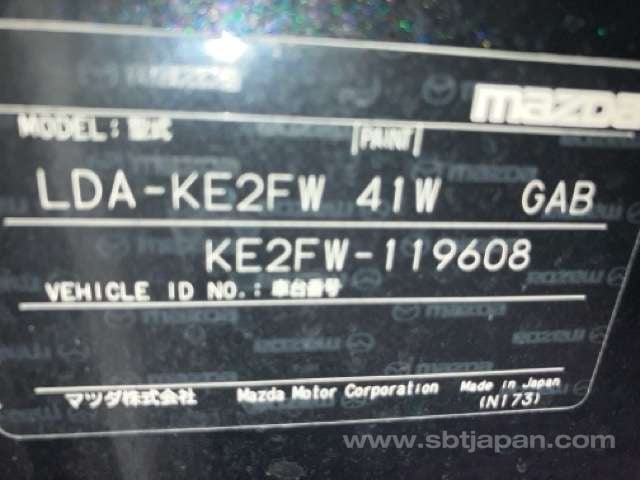 mazda
MODEL: 型式 PAINT
LDA-KE2FW 41W GAB
KE2FW-119608
VEHICLE ID NO.: 車台番号
マツダ株式会社 Mazda Motor Corporation Made in Japan
(N173)
www.sbtjapan.com